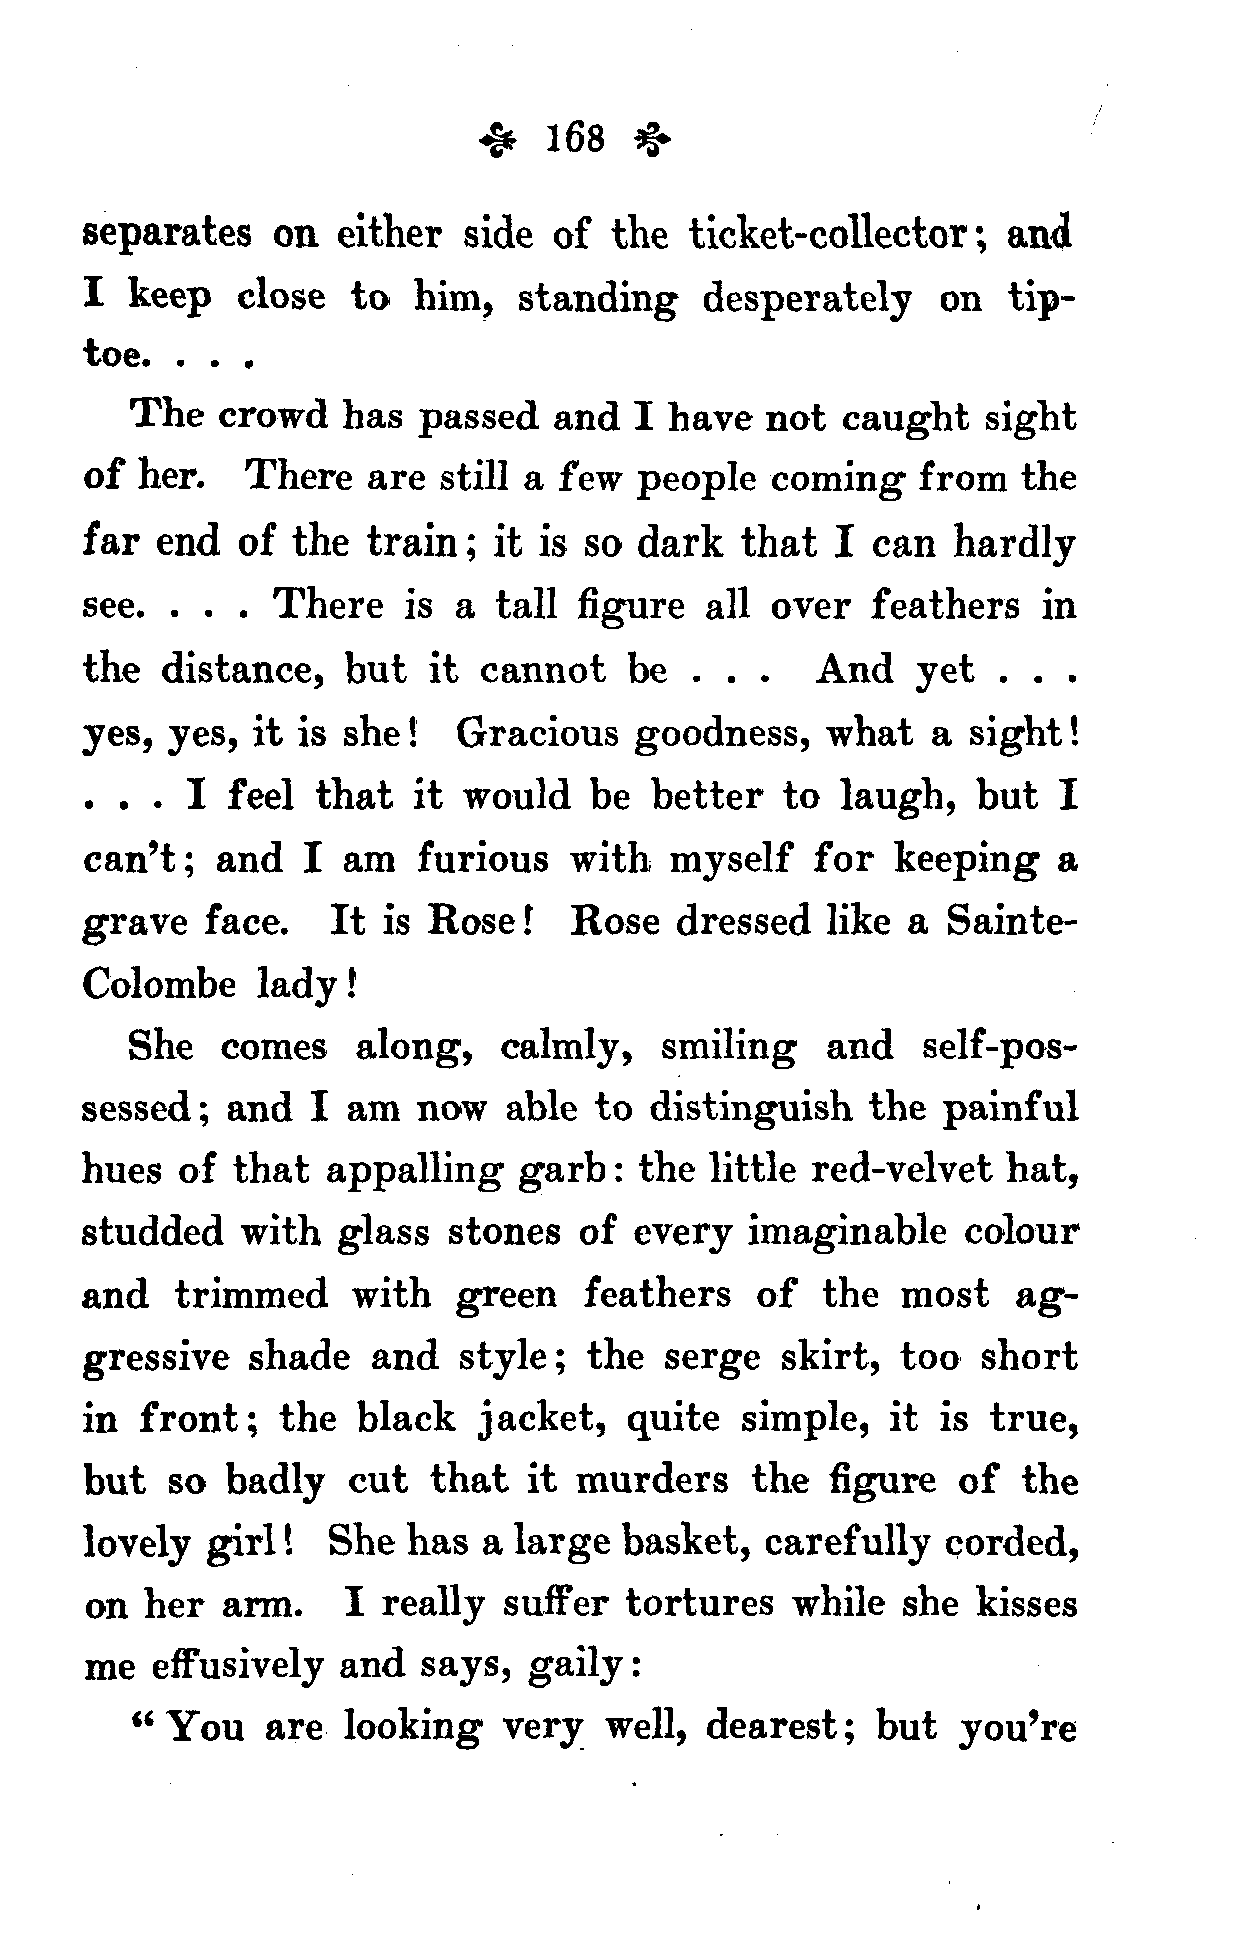 168
separates on either side of the ticket-collector; and
I keep close to him, standing desperately on tip-
toe. . . .
The crowd has passed and I have not caught sight
of her. There are still a few people coming from the
far end of the train; it is so dark that I can hardly
see. . . . There is a tall figure all over feathers in
the distance, but it cannot be . . . And yet . . .
yes, yes, it is she! Gracious goodness, what a sight!
. . . I feel that it would be better to laugh, but I
can't; and I am furious with myself for keeping a
grave face. It is Rose! Rose dressed like a Sainte-
Colombe lady!
She comes along, calmly, smiling and self-pos-
sessed; and I am now able to distinguish the painful
hues of that appalling garb: the little red-velvet hat,
studded with glass stones of every imaginable colour
and trimmed with green feathers of the most ag-
gressive shade and style; the serge skirt, too short
in front; the black jacket, quite simple, it is true,
but so badly cut that it murders the figure of the
lovely girl! She has a large basket, carefully corded,
on her arm. I really suffer tortures while she kisses
me effusively and says, gaily:
"You are looking very well, dearest; but you're